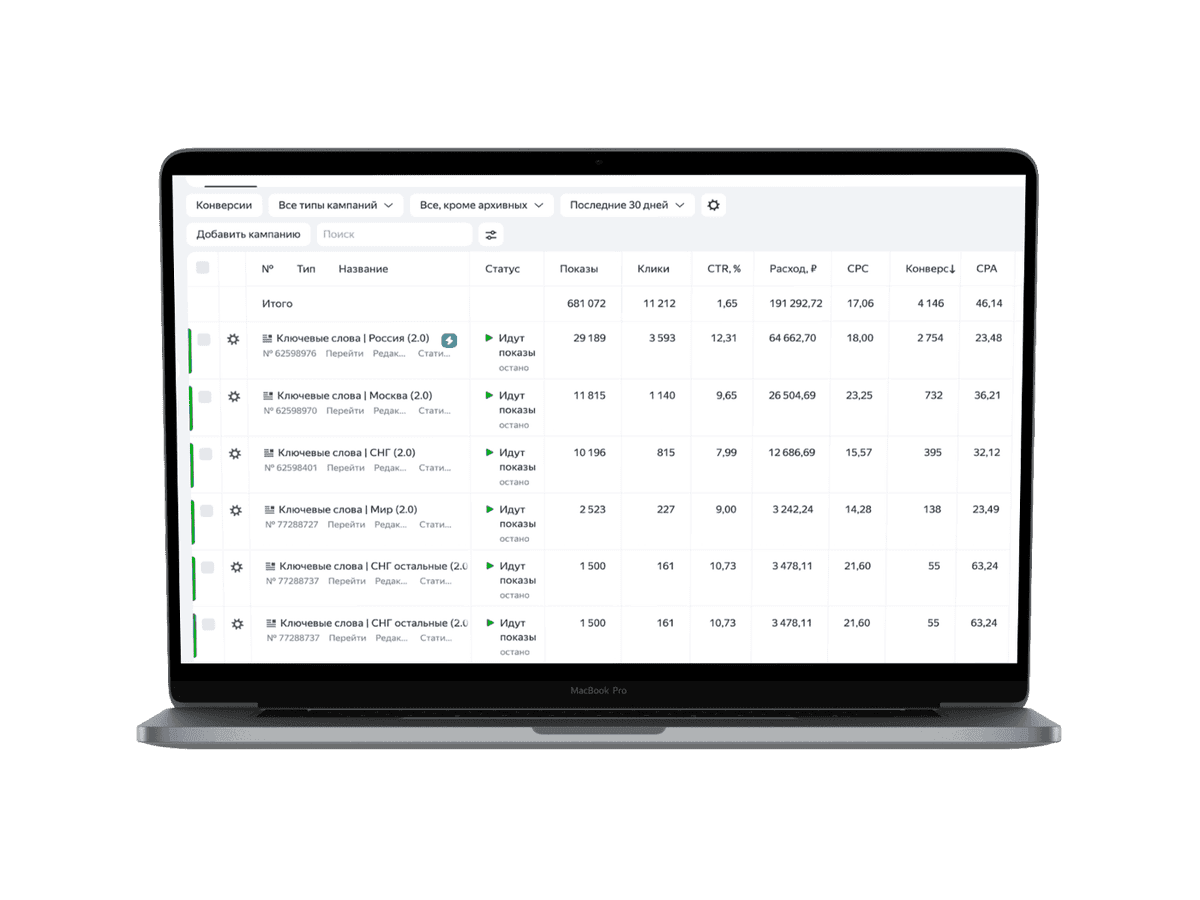 Конверсии Все типы кампаний Все, кроме архивных Последние 30 дней
Добавить кампанию Поиск
№ Тип Название Статус Показы Клики CTR, % Расход, ₽ CPC Конверс↓ CPA
Итого 681 072 11 212 1,65 191 292,72 17,06 4 146 46,14
Ключевые слова | Россия (2.0) Идут 29 189 3 593 12,31 64 662,70 18,00 2 754 23,48
№ 62598976 Перейти Редак... Стати... показы
остано
Ключевые слова | Москва (2.0) Идут 11 815 1 140 9,65 26 504,69 23,25 732 36,21
№ 62598970 Перейти Редак... Стати... показы
остано
Ключевые слова | СНГ (2.0) Идут 10 196 815 7,99 12 686,69 15,57 395 32,12
№ 62598401 Перейти Редак... Стати... показы
остано
Ключевые слова | Мир (2.0) Идут 2 523 227 9,00 3 242,24 14,28 138 23,49
№ 77288727 Перейти Редак... Стати... показы
остано
Ключевые слова | СНГ остальные (2.0 Идут 1 500 161 10,73 3 478,11 21,60 55 63,24
№ 77288737 Перейти Редак... Стати... показы
остано
Ключевые слова | СНГ остальные (2.0 Идут 1 500 161 10,73 3 478,11 21,60 55 63,24
№ 77288737 Перейти Редак... Стати... показы
остано
MacBook Pro